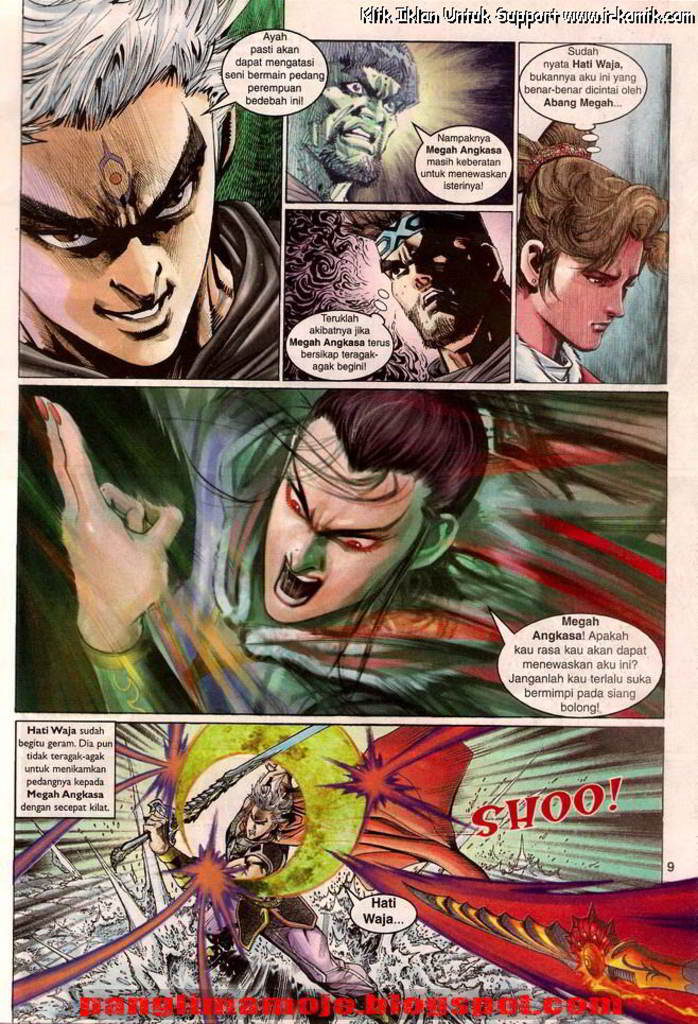 Klik Iklan Untuk Support www.ir-komik.com
Ayah
pasti akan
dapat mengatasi
seni bermain pedang
perempuan
bedebah ini!
Nampaknya
Megah Angkasa
masih keberatan
untuk menewaskan
isterinya!
Sudah
nyata Hati Waja,
bukannya aku ini yang
benar-benar dicintai oleh
Abang Megah...
Teruklah
akibatnya jika
Megah Angkasa terus
bersikap teragak-
agak begini!
Megah
Angkasa! Apakah
kau rasa kau akan dapat
menewaskan aku ini?
Janganlah kau terlalu suka
bermimpi pada siang
bolong!
Hati Waja sudah
begitu geram. Dia pun
tidak teragak-agak
untuk menikamkan
pedangnya kepada
Megah Angkasa
dengan secepat kilat.
SHOO!
Hati
Waja...
9
panglimamoje.blogspot.com